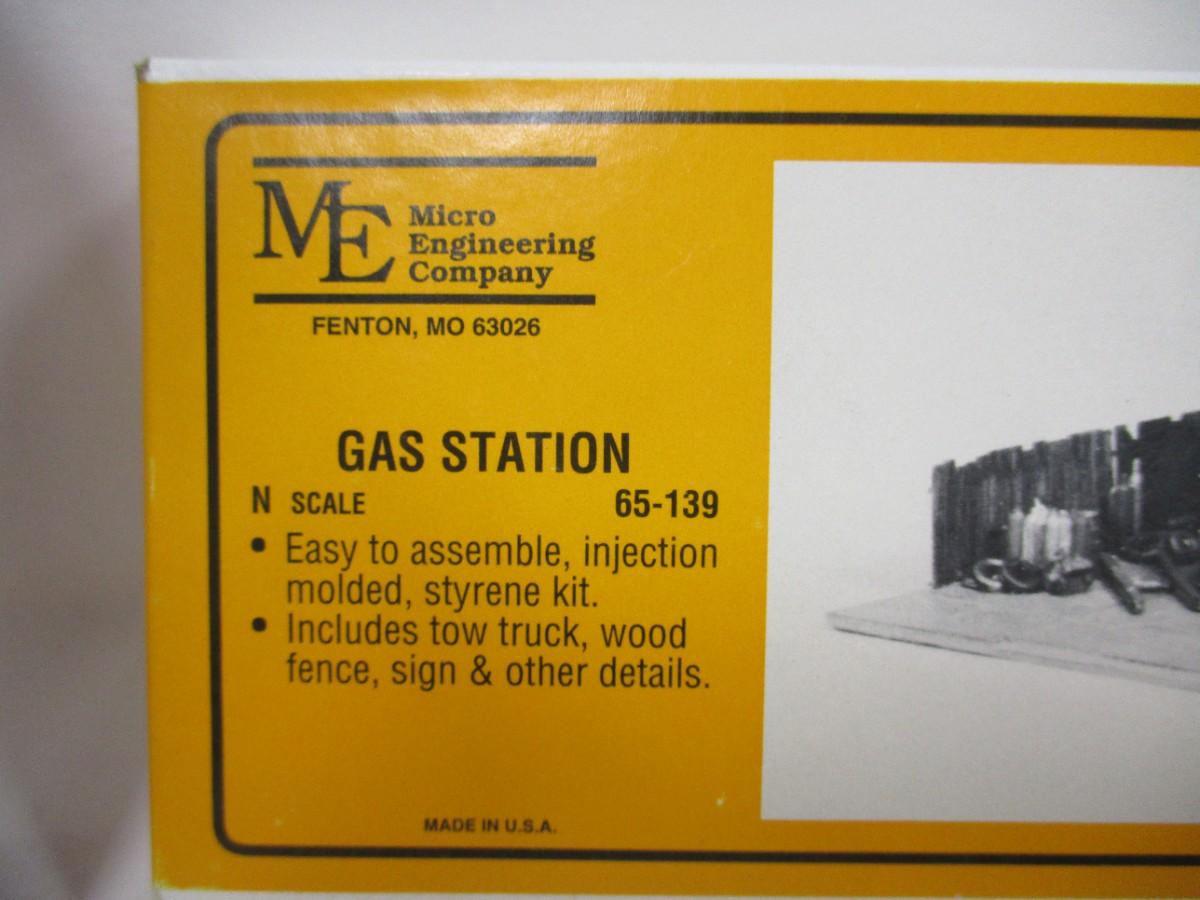 ME Micro
Engineering
Company
FENTON, MO 63026
GAS STATION
N SCALE 65-139
• Easy to assemble, injection
molded, styrene kit.
• Includes tow truck, wood
fence, sign & other details.
MADE IN U.S.A.